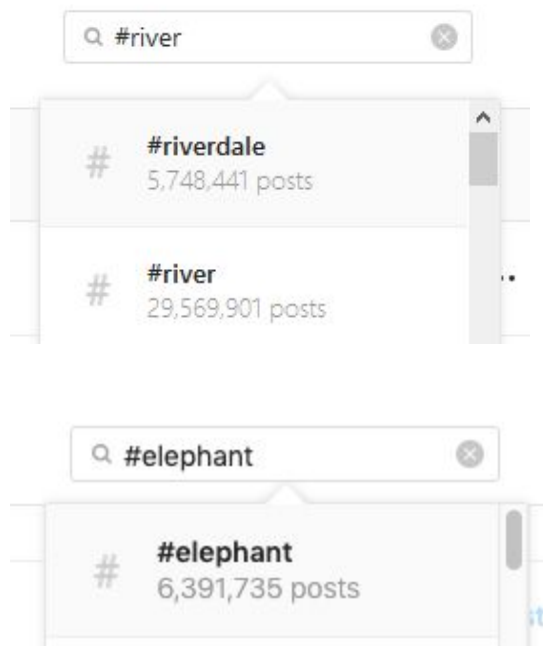 #river
# #riverdale
5,748,441 posts
# #river
29,569,901 posts
#elephant
# #elephant
6,391,735 posts